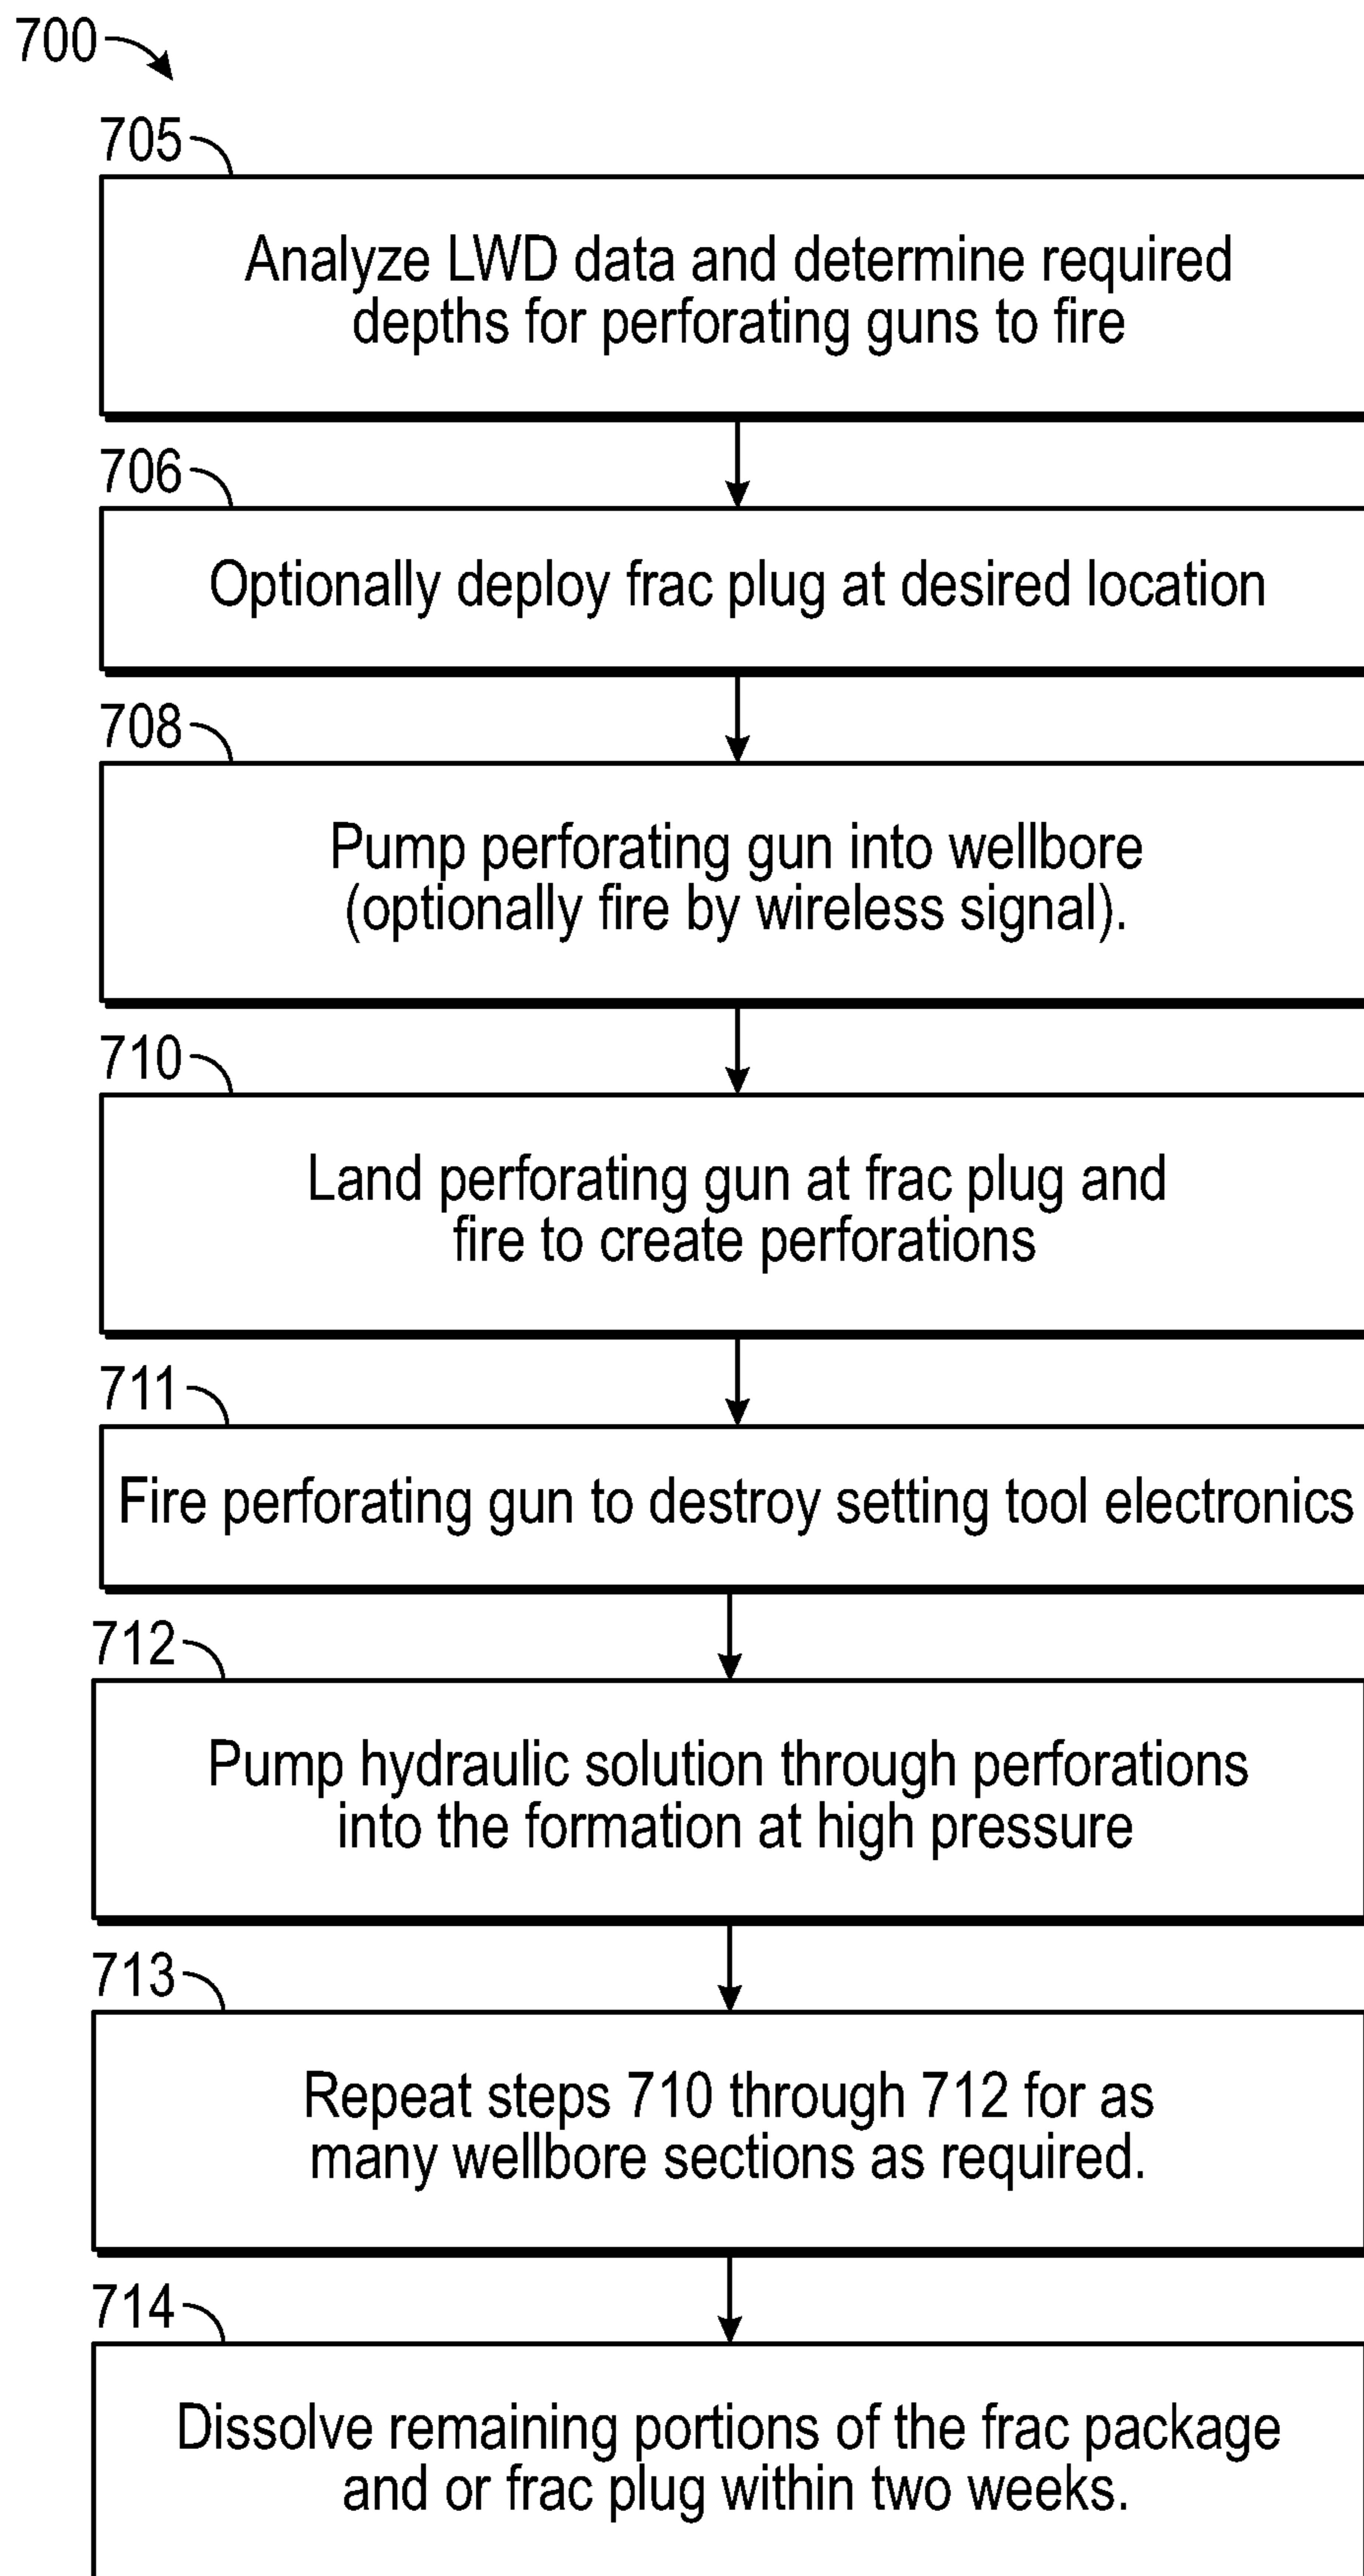 700
705
Analyze LWD data and determine required
depths for perforating guns to fire
706
Optionally deploy frac plug at desired location
708
Pump perforating gun into wellbore
(optionally fire by wireless signal).
710
Land perforating gun at frac plug and
fire to create perforations
711
Fire perforating gun to destroy setting tool electronics
712
Pump hydraulic solution through perforations
into the formation at high pressure
713
Repeat steps 710 through 712 for as
many wellbore sections as required.
714
Dissolve remaining portions of the frac package
and or frac plug within two weeks.